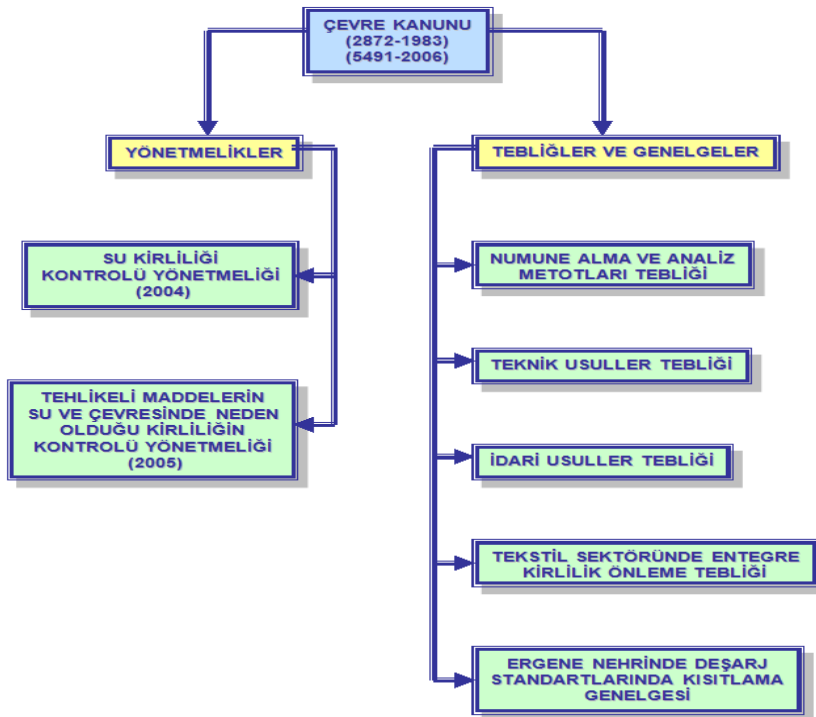 ÇEVRE KANUNU
(2872-1983)
(5491-2006)
YÖNETMELİKLER
TEBLİĞLER VE GENELGELER
SU KİRLİLİĞİ
KONTROLÜ YÖNETMELİĞİ
(2004)
TEHLİKELİ MADDELERİN
SU VE ÇEVRESİNDE NEDEN
OLDUĞU KİRLİLİĞİN
KONTROLÜ YÖNETMELİĞİ
(2005)
NUMUNE ALMA VE ANALİZ
METOTLARI TEBLİĞİ
TEKNİK USULLER TEBLİĞİ
İDARİ USULLER TEBLİĞİ
TEKSTİL SEKTÖRÜNDE ENTEGRE
KİRLİLİK ÖNLEME TEBLİĞİ
ERGENE NEHRİNDE DEŞARJ
STANDARTLARINDA KISITLAMA
GENELGESİ